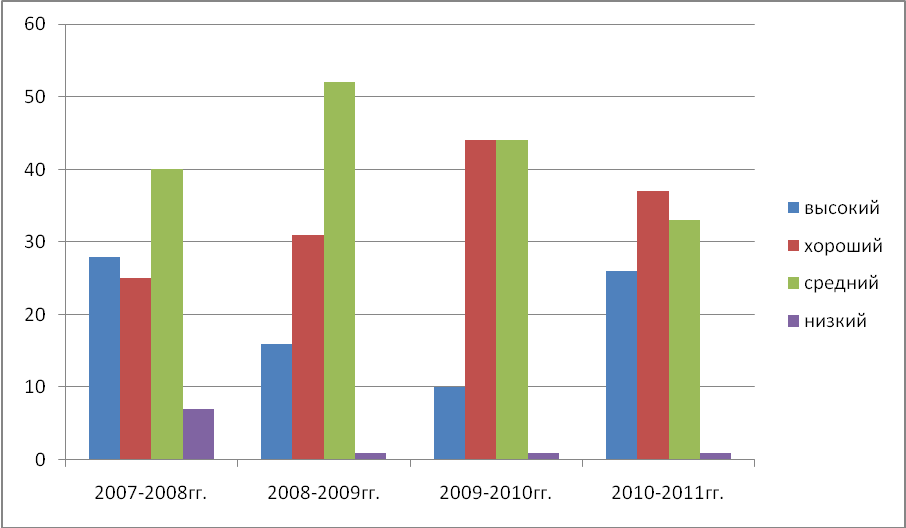 60
50
40
30
20
10
0
2007-2008гг.
2008-2009гг.
2009-2010гг.
2010-2011гг.
высокий
хороший
средний
низкий